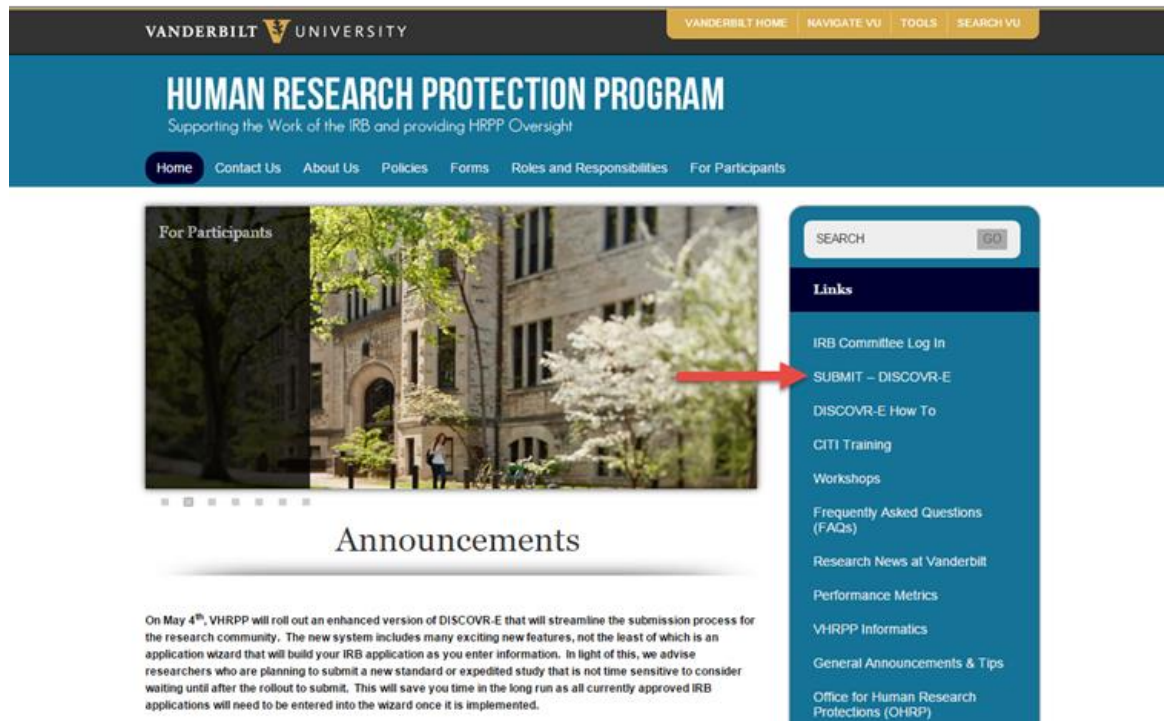 VANDERBILT UNIVERSITY
VANDERBILT HOME NAVIGATE VU TOOLS SEARCH VU
HUMAN RESEARCH PROTECTION PROGRAM
Supporting the Work of the IRB and providing HRPP Oversight
Home Contact Us About Us Policies Forms Roles and Responsibilities For Participants
For Participants
SEARCH GO
Links
IRB Committee Log In
SUBMIT – DISCOVR-E
DISCOVR-E How To
CITI Training
Workshops
Frequently Asked Questions
(FAQs)
Research News at Vanderbilt
Performance Metrics
VHRPP Informatics
General Announcements & Tips
Office for Human Research
Protections (OHRP)
Announcements
On May 4th, VHRPP will roll out an enhanced version of DISCOVR-E that will streamline the submission process for
the research community. The new system includes many exciting new features, not the least of which is an
application wizard that will build your IRB application as you enter information. In light of this, we advise
researchers who are planning to submit a new standard or expedited study that is not time sensitive to consider
waiting until after the rollout to submit. This will save you time in the long run as all currently approved IRB
applications will need to be entered into the wizard once it is implemented.